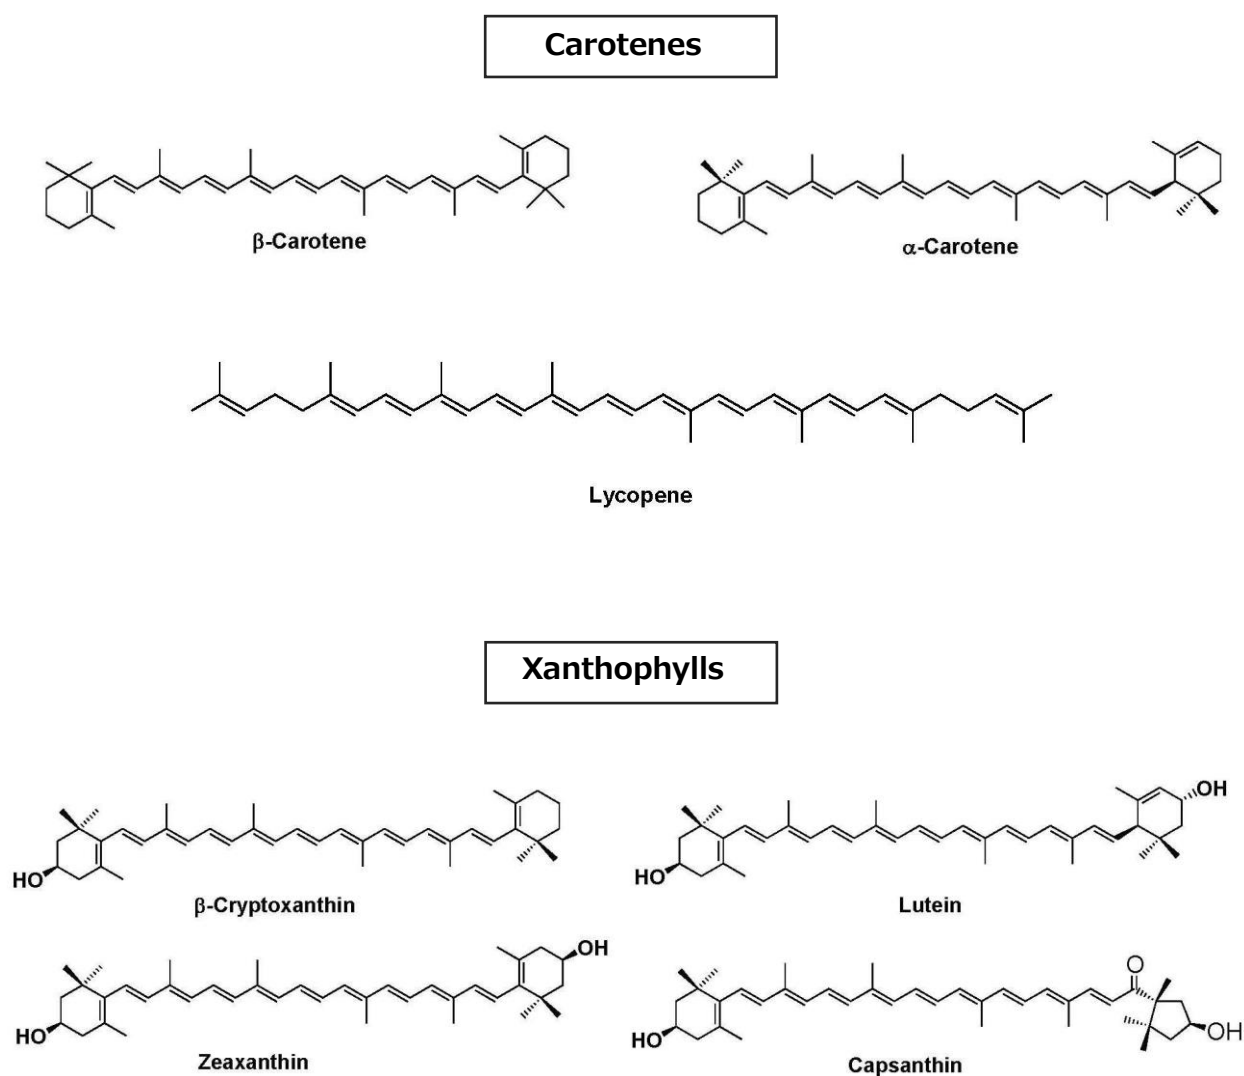 Carotenes
β-Carotene
α-Carotene
Lycopene
Xanthophylls
HO
β-Cryptoxanthin
OH
HO
Lutein
OH
HO
Zeaxanthin
O
OH
HO
Capsanthin